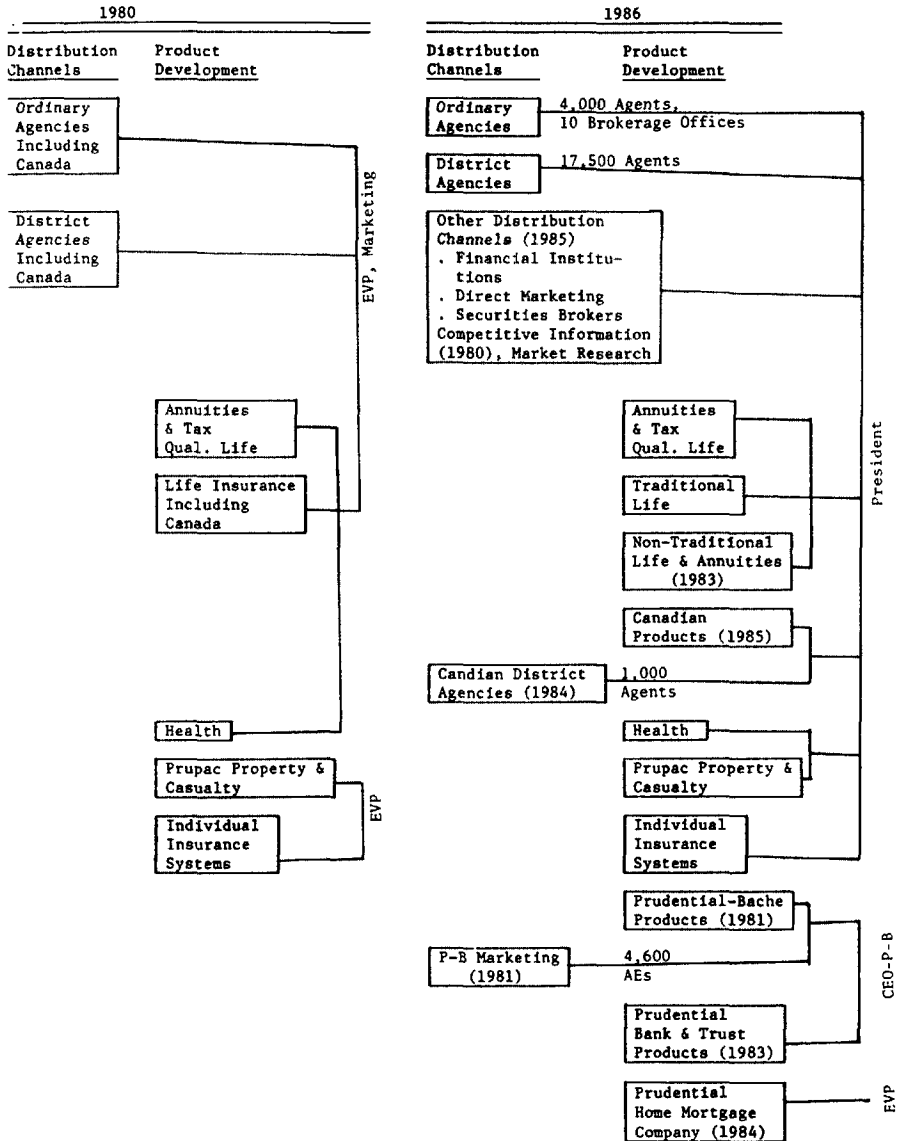 1980
Distribution
Channels
Product
Development
Ordinary
Agencies
Including
Canada
District
Agencies
Including
Canada
EVP, Marketing
Annuities
& Tax
Qual. Life
Life Insurance
Including
Canada
Health
Prupac Property &
Casualty
Individual
Insurance
Systems
EVP
1986
Distribution
Channels
Product
Development
Ordinary
Agencies
4,000 Agents,
10 Brokerage Offices
District
Agencies
17,500 Agents
Other Distribution
Channels (1985)
. Financial Institu-
tions
. Direct Marketing
. Securities Brokers
Competitive Information
(1980), Market Research
Annuities
& Tax
Qual. Life
Traditional
Life
Non-Traditional
Life & Annuities
(1983)
President
Canadian
Products (1985)
Candian District
Agencies (1984)
1,000
Agents
Health
Prupac Property &
Casualty
Individual
Insurance
Systems
Prudential-Bache
Products (1981)
P-B Marketing
(1981)
4,600
AEs
CEO-P-B
Prudential
Bank & Trust
Products (1983)
Prudential
Home Mortgage
Company (1984)
EVP